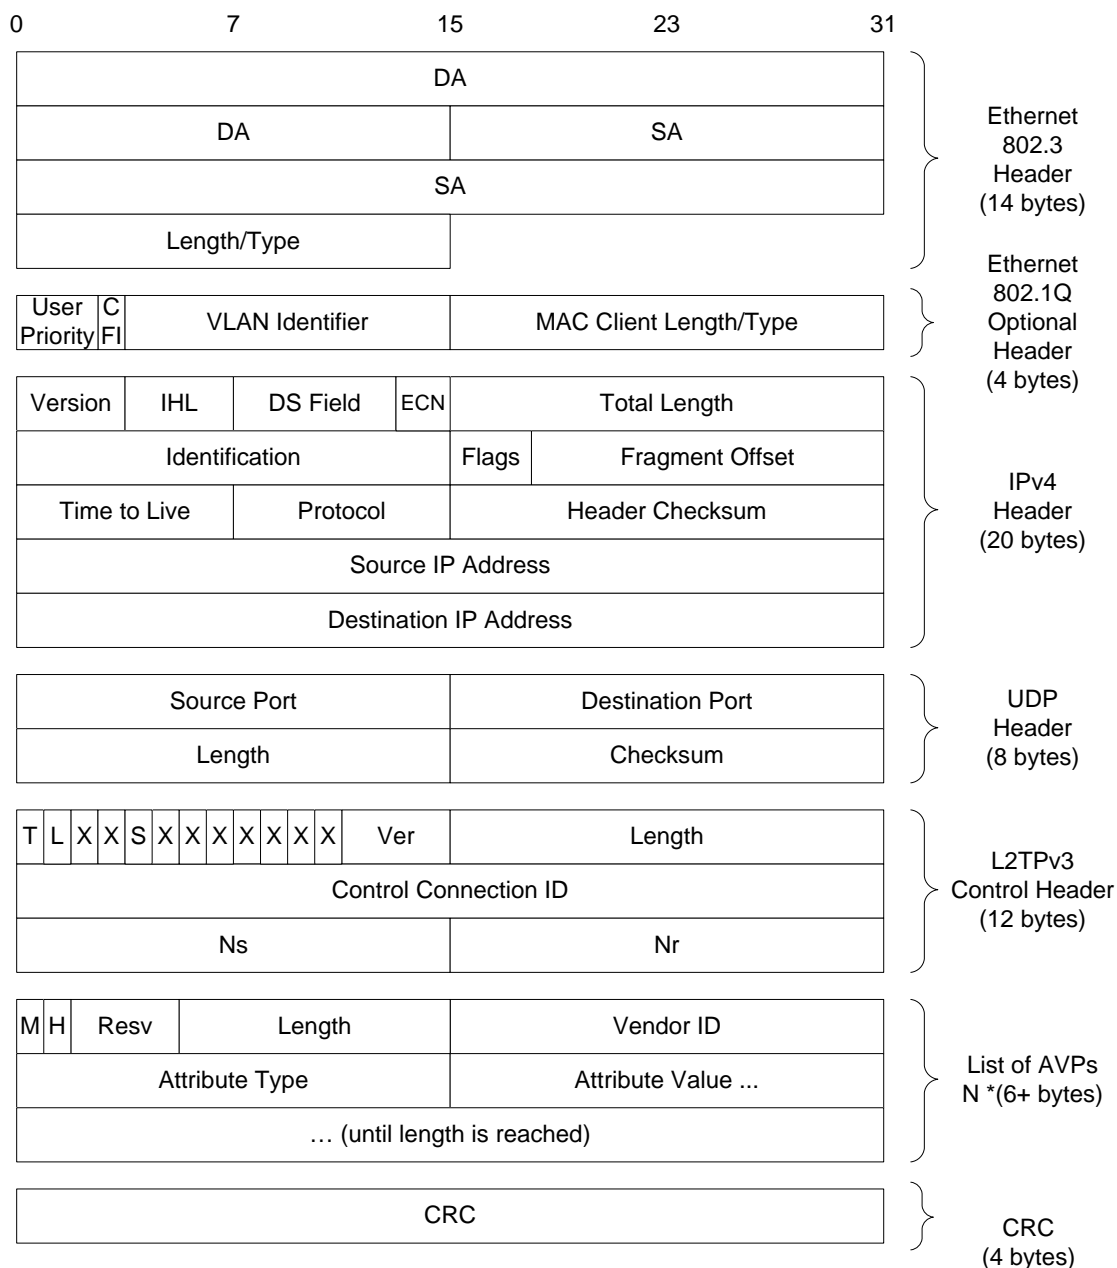 0 7 15 23 31
DA
DA SA
SA
Length/Type
Ethernet
802.3
Header
(14 bytes)
User
Priority
C
FI
VLAN Identifier
MAC Client Length/Type
Ethernet
802.1Q
Optional
Header
(4 bytes)
Version IHL DS Field ECN Total Length
Identification Flags Fragment Offset
Time to Live Protocol Header Checksum
Source IP Address
Destination IP Address
IPv4
Header
(20 bytes)
Source Port Destination Port
Length Checksum
UDP
Header
(8 bytes)
T L X X S X X X X X X X Ver Length
Control Connection ID
Ns Nr
L2TPv3
Control Header
(12 bytes)
M H Resv Length Vendor ID
Attribute Type Attribute Value ...
… (until length is reached)
List of AVPs
N *(6+ bytes)
CRC
CRC
(4 bytes)